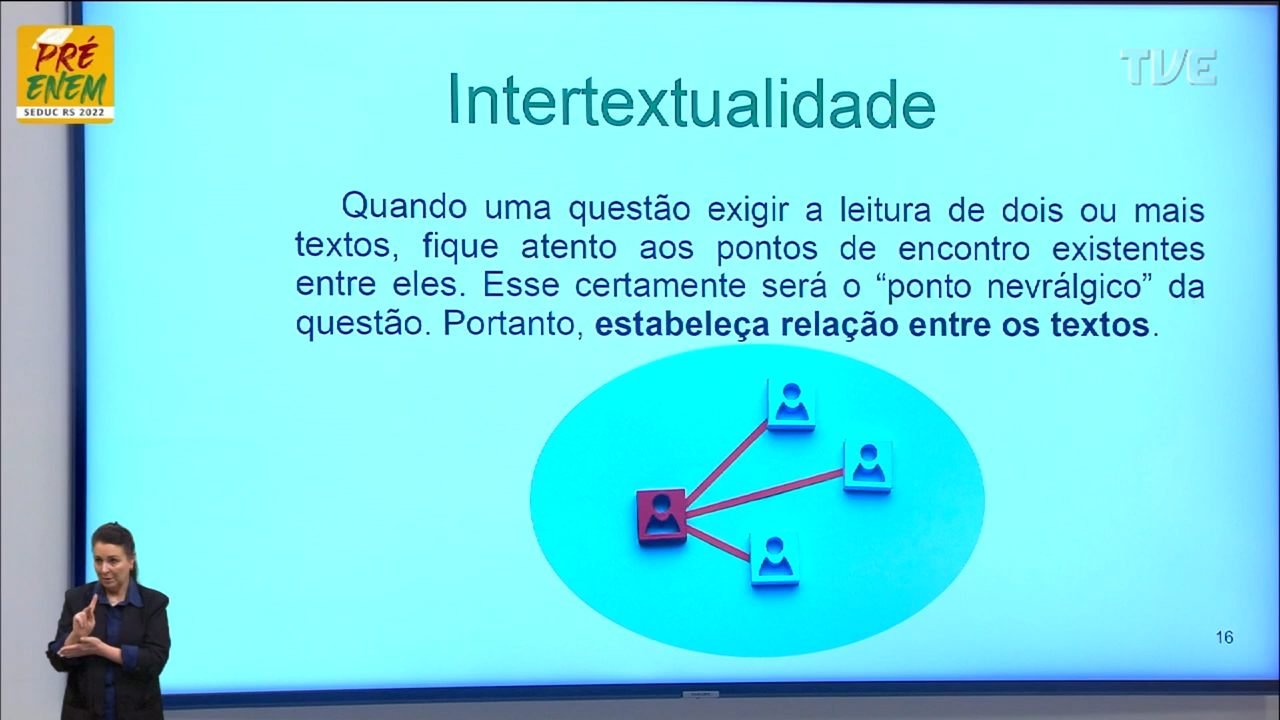 PRÉ
ENEM
SEDUC RS 2022
TVE
Intertextualidade
Quando uma questão exigir a leitura de dois ou mais
textos, fique atento aos pontos de encontro existentes
entre eles. Esse certamente será o “ponto nevrálgico” da
questão. Portanto, estabeleça relação entre os textos.
16